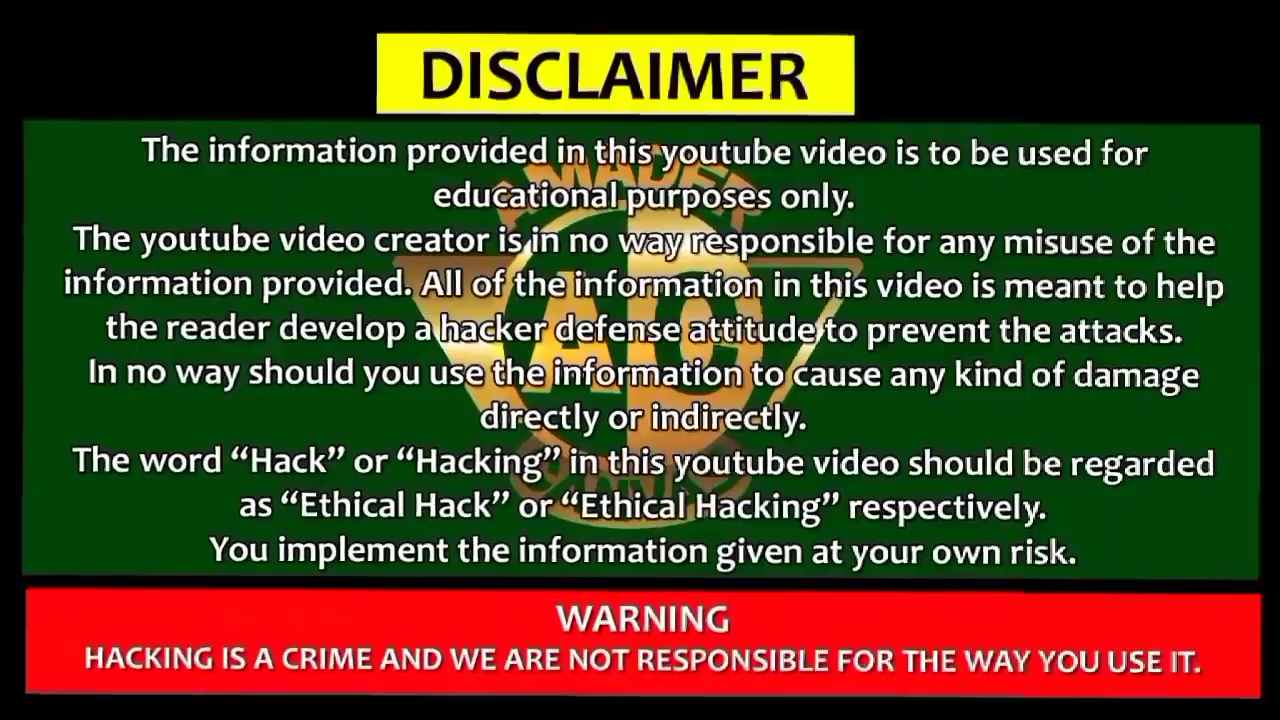 DISCLAIMER
The information provided in this youtube video is to be used for
educational purposes only.
The youtube video creator is in no way responsible for any misuse of the
information provided. All of the information in this video is meant to help
the reader develop a hacker defense attitude to prevent the attacks.
In no way should you use the information to cause any kind of damage
directly or indirectly.
The word “Hack” or “Hacking” in this youtube video should be regarded
as “Ethical Hack” or “Ethical Hacking” respectively.
You implement the information given at your own risk.
WARNING
HACKING IS A CRIME AND WE ARE NOT RESPONSIBLE FOR THE WAY YOU USE IT.